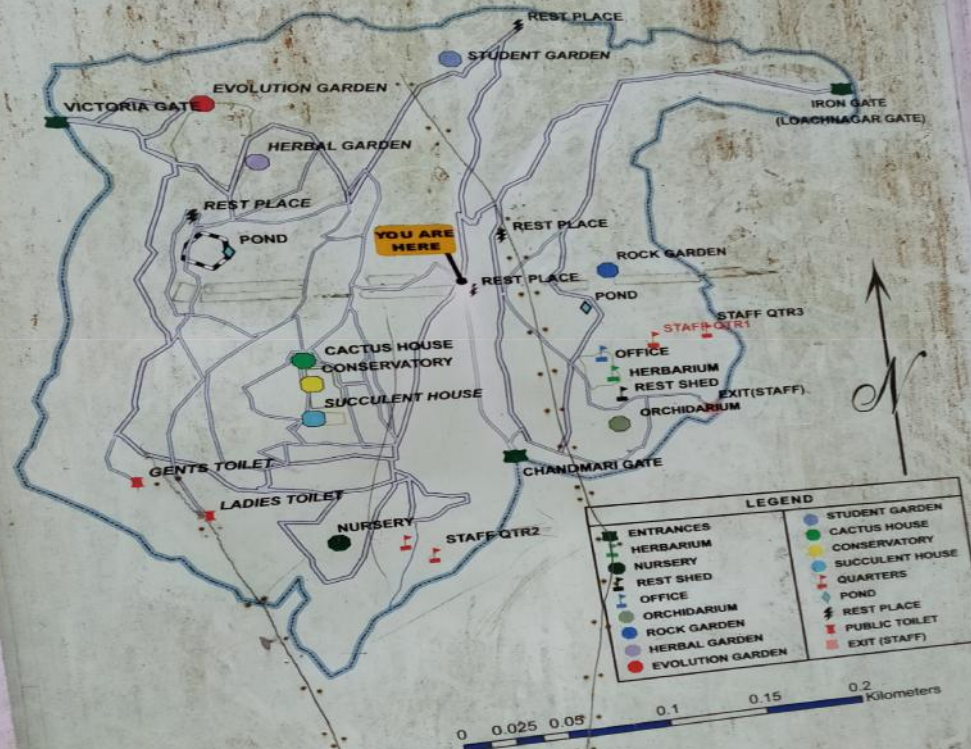 REST PLACE
STUDENT GARDEN
EVOLUTION GARDEN
VICTORIA GATE
IRON GATE
(LOACHNAGAR GATE)
HERBAL GARDEN
REST PLACE
POND
YOU ARE
HERE
REST PLACE
REST PLACE
ROCK GARDEN
POND
STAFF QTR3
STAFF QTR1
CACTUS HOUSE
CONSERVATORY
SUCCULENT HOUSE
OFFICE
HERBARIUM
REST SHED
EXIT(STAFF)
ORCHIDARIUM
CHANDMARI GATE
GENTS TOILET
LADIES TOILET
NURSERY
STAFF QTR2
N
LEGEND
ENTRANCES
HERBARIUM
NURSERY
REST SHED
OFFICE
ORCHIDARIUM
ROCK GARDEN
HERBAL GARDEN
EVOLUTION GARDEN
STUDENT GARDEN
CACTUS HOUSE
CONSERVATORY
SUCCULENT HOUSE
QUARTERS
POND
REST PLACE
PUBLIC TOILET
EXIT (STAFF)
0 0.025 0.05 0.1 0.15 0.2
Kilometers